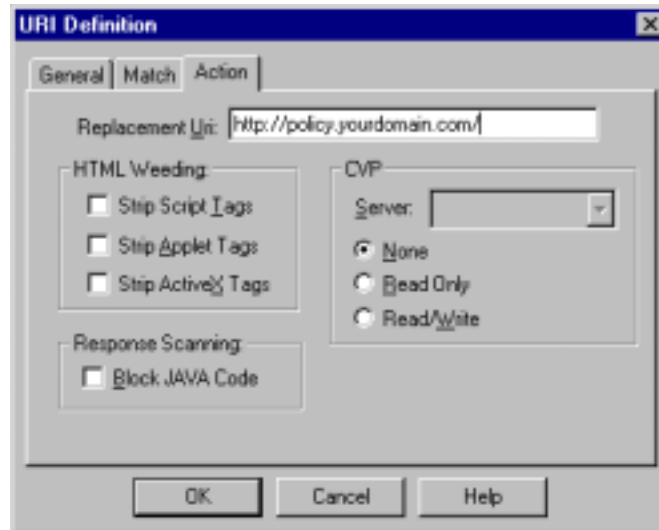 URI Definition
General Match Action
Replacement Uri: http://policy.yourdomain.com/
HTML Weeding:
Strip Script Tags
Strip Applet Tags
Strip ActiveX Tags
CVP
Server:
None
Read Only
Read/Write
Response Scanning:
Block JAVA Code
OK Cancel Help